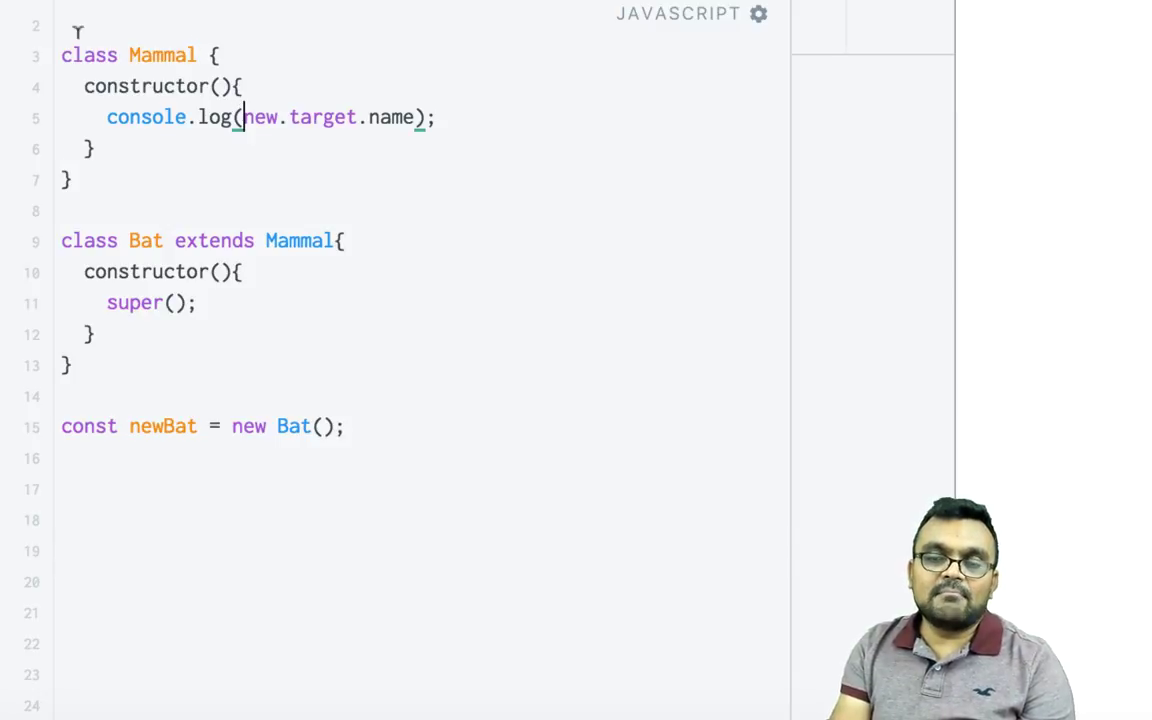 JAVASCRIPT
2
3 class Mammal {
4 constructor(){
5 console.log(new.target.name);
6 }
7 }
8
9 class Bat extends Mammal{
10 constructor(){
11 super();
12 }
13 }
14
15 const newBat = new Bat();
16
17
18
19
20
21
22
23
24